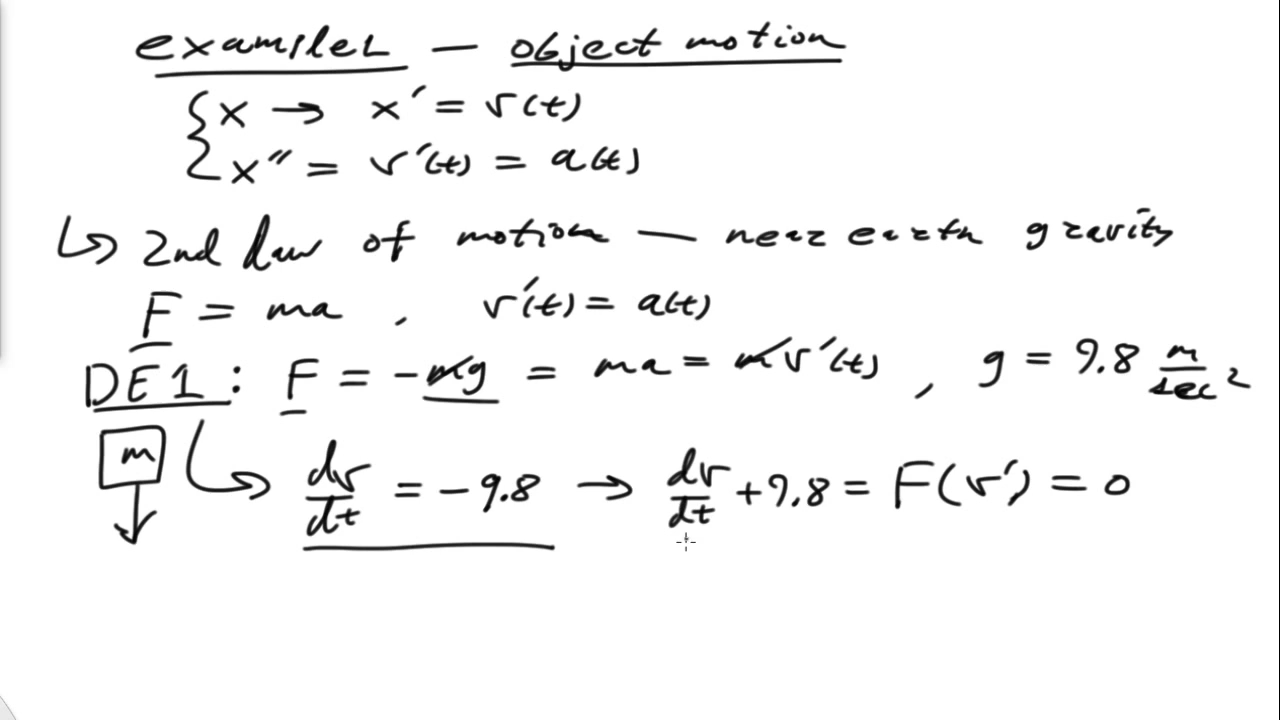 examples — object motion
x → x' = v(t)
x'' = v'(t) = a(t)
↳ 2nd law of motion — near earth gravity
F = ma , v'(t) = a(t)
DE1 : F = -mg = ma = mv'(t) , g = 9.8 m/sec²
m
↳ dv/dt = -9.8 → dv/dt + 9.8 = F(v') = 0